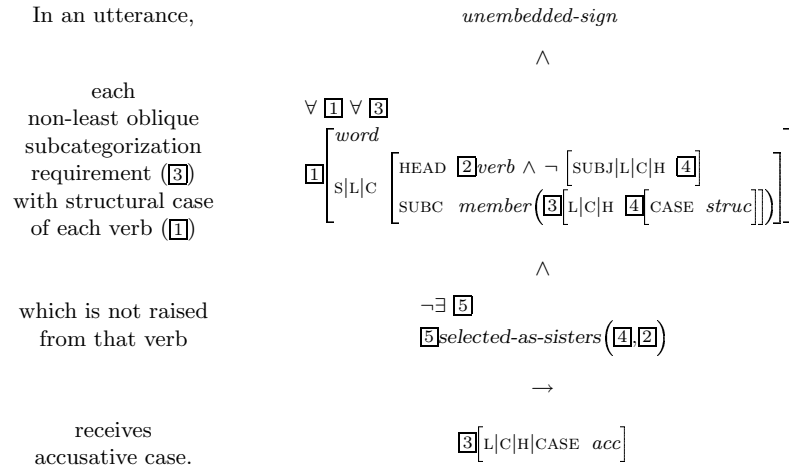 In an utterance, unembedded-sign
∧
each
non-least oblique ∀ [1] ∀ [3]
subcategorization word
requirement ([3]) [1] S|L|C HEAD [2]verb ∧ ¬ [SUBJ|L|C|H [4]]
with structural case SUBC member([3][L|C|H [4][CASE struc]])
of each verb ([1])
∧
which is not raised ¬∃ [5]
from that verb [5]selected-as-sisters([4],[2])
→
receives [3][L|C|H|CASE acc]
accusative case.